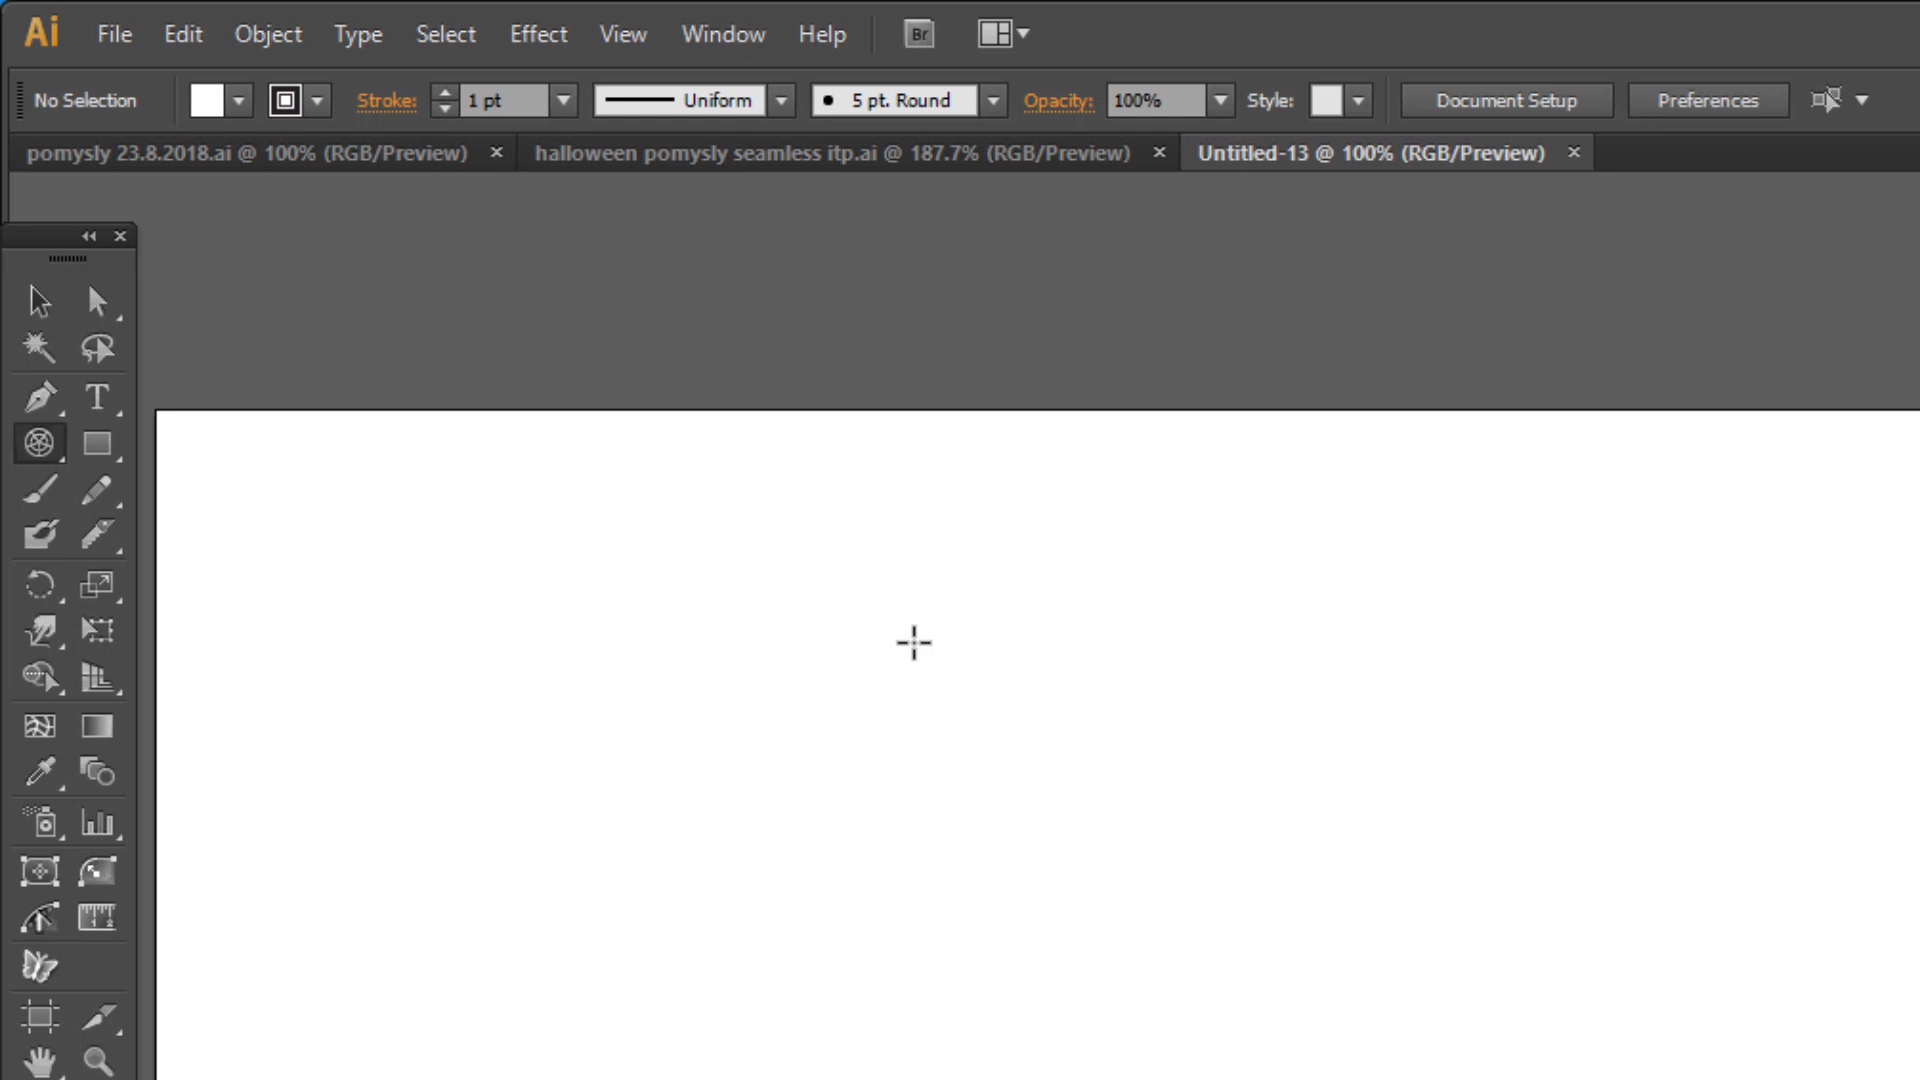 Ai File Edit Object Type Select Effect View Window Help Br
No Selection Stroke: 1 pt Uniform 5 pt. Round Opacity: 100% Style: Document Setup Preferences
pomysly 23.8.2018.ai @ 100% (RGB/Preview) × halloween pomysly seamless itp.ai @ 187.7% (RGB/Preview) × Untitled-13 @ 100% (RGB/Preview) ×
T